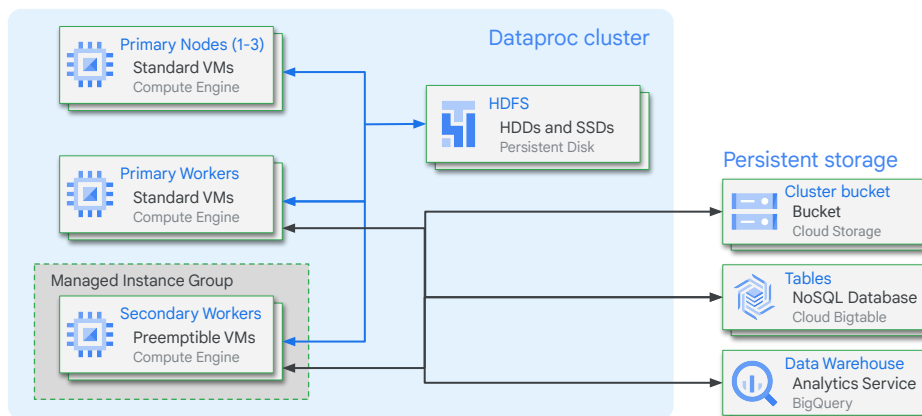 Dataproc cluster
Primary Nodes (1-3)
Standard VMs
Compute Engine
HDFS
HDDs and SSDs
Persistent Disk
Primary Workers
Standard VMs
Compute Engine
Managed Instance Group
Secondary Workers
Preemptible VMs
Compute Engine
Persistent storage
Cluster bucket
Bucket
Cloud Storage
Tables
NoSQL Database
Cloud Bigtable
Data Warehouse
Analytics Service
BigQuery